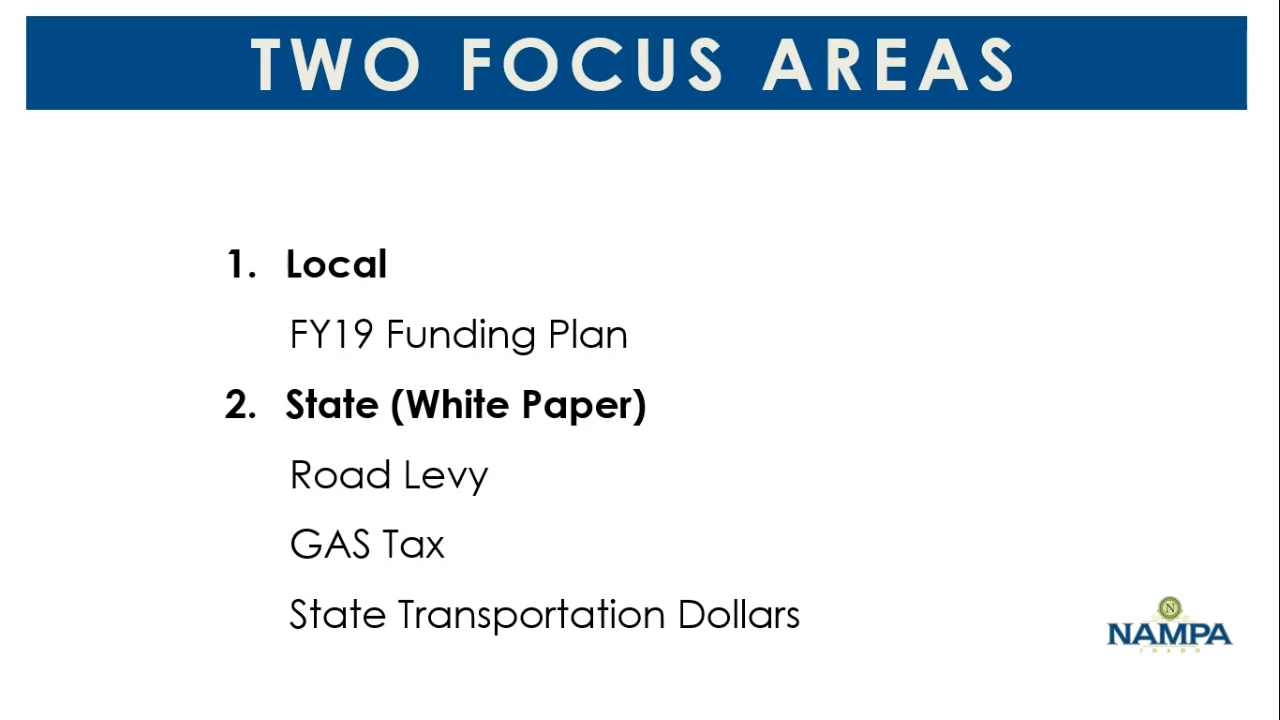 TWO FOCUS AREAS
1. Local
FY19 Funding Plan
2. State (White Paper)
Road Levy
GAS Tax
State Transportation Dollars
N
NAMPA
IDAHO